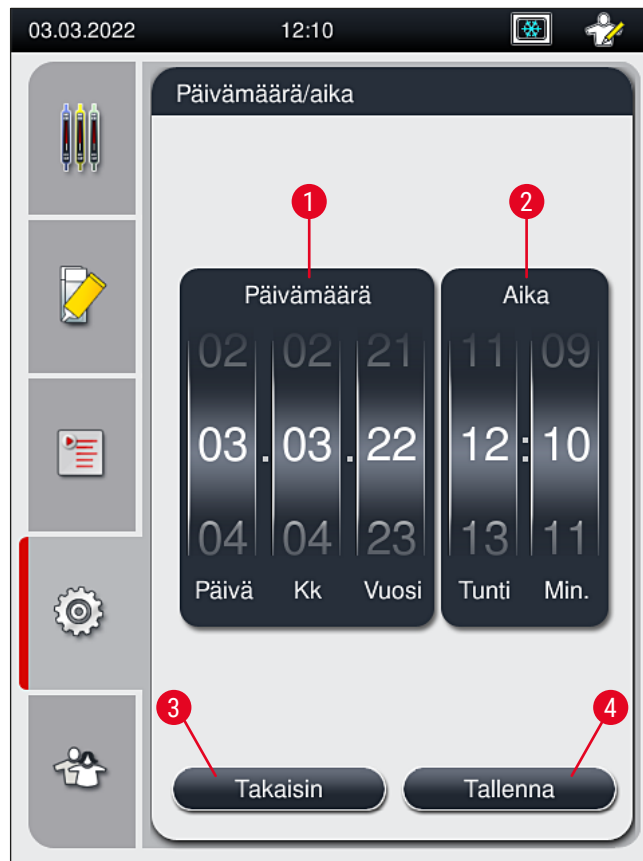 03.03.2022 12:10
Päivämäärä/aika
1 2
Päivämäärä Aika
02 02 21 11 09
03 . 03 . 22 12 : 10
04 04 23 13 11
Päivä Kk Vuosi Tunti Min.
3 4
Takaisin Tallenna